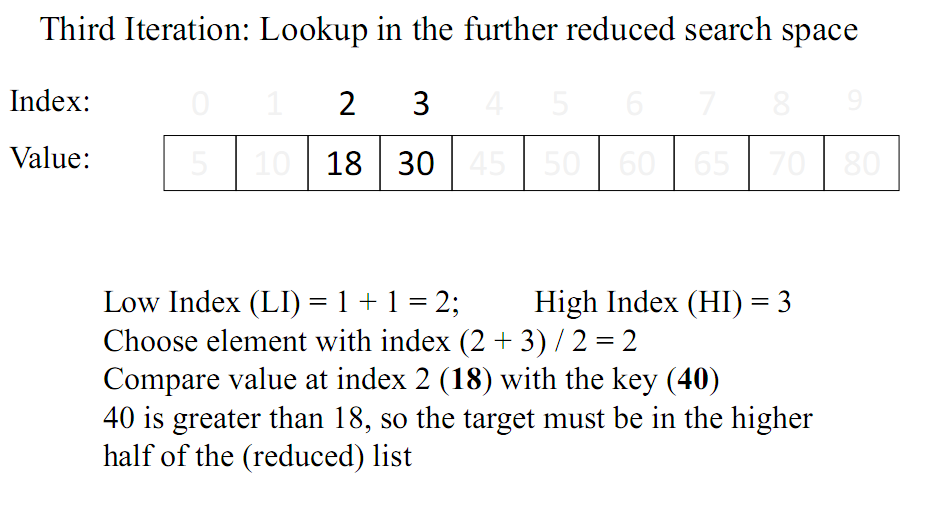 Third Iteration: Lookup in the further reduced search space
Index: 0 1 2 3 4 5 6 7 8 9
Value: 5 10 18 30 45 50 60 65 70 80
Low Index (LI) = 1 + 1 = 2; High Index (HI) = 3
Choose element with index (2 + 3) / 2 = 2
Compare value at index 2 (18) with the key (40)
40 is greater than 18, so the target must be in the higher
half of the (reduced) list